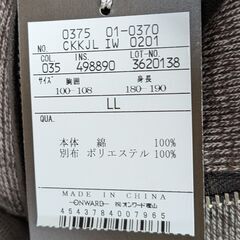 0375 01-0370
NO. CKKJL IW 0201
COL. INS. LOT-NO.
035 498890 3620138
サイズ 胸囲 身長
100-108 180-190
LL
QUA.
本体 綿 100%
別布 ポリエステル 100%
MADE IN CHINA
—ONWARD— ㈱オンワード樫山
4543784007965